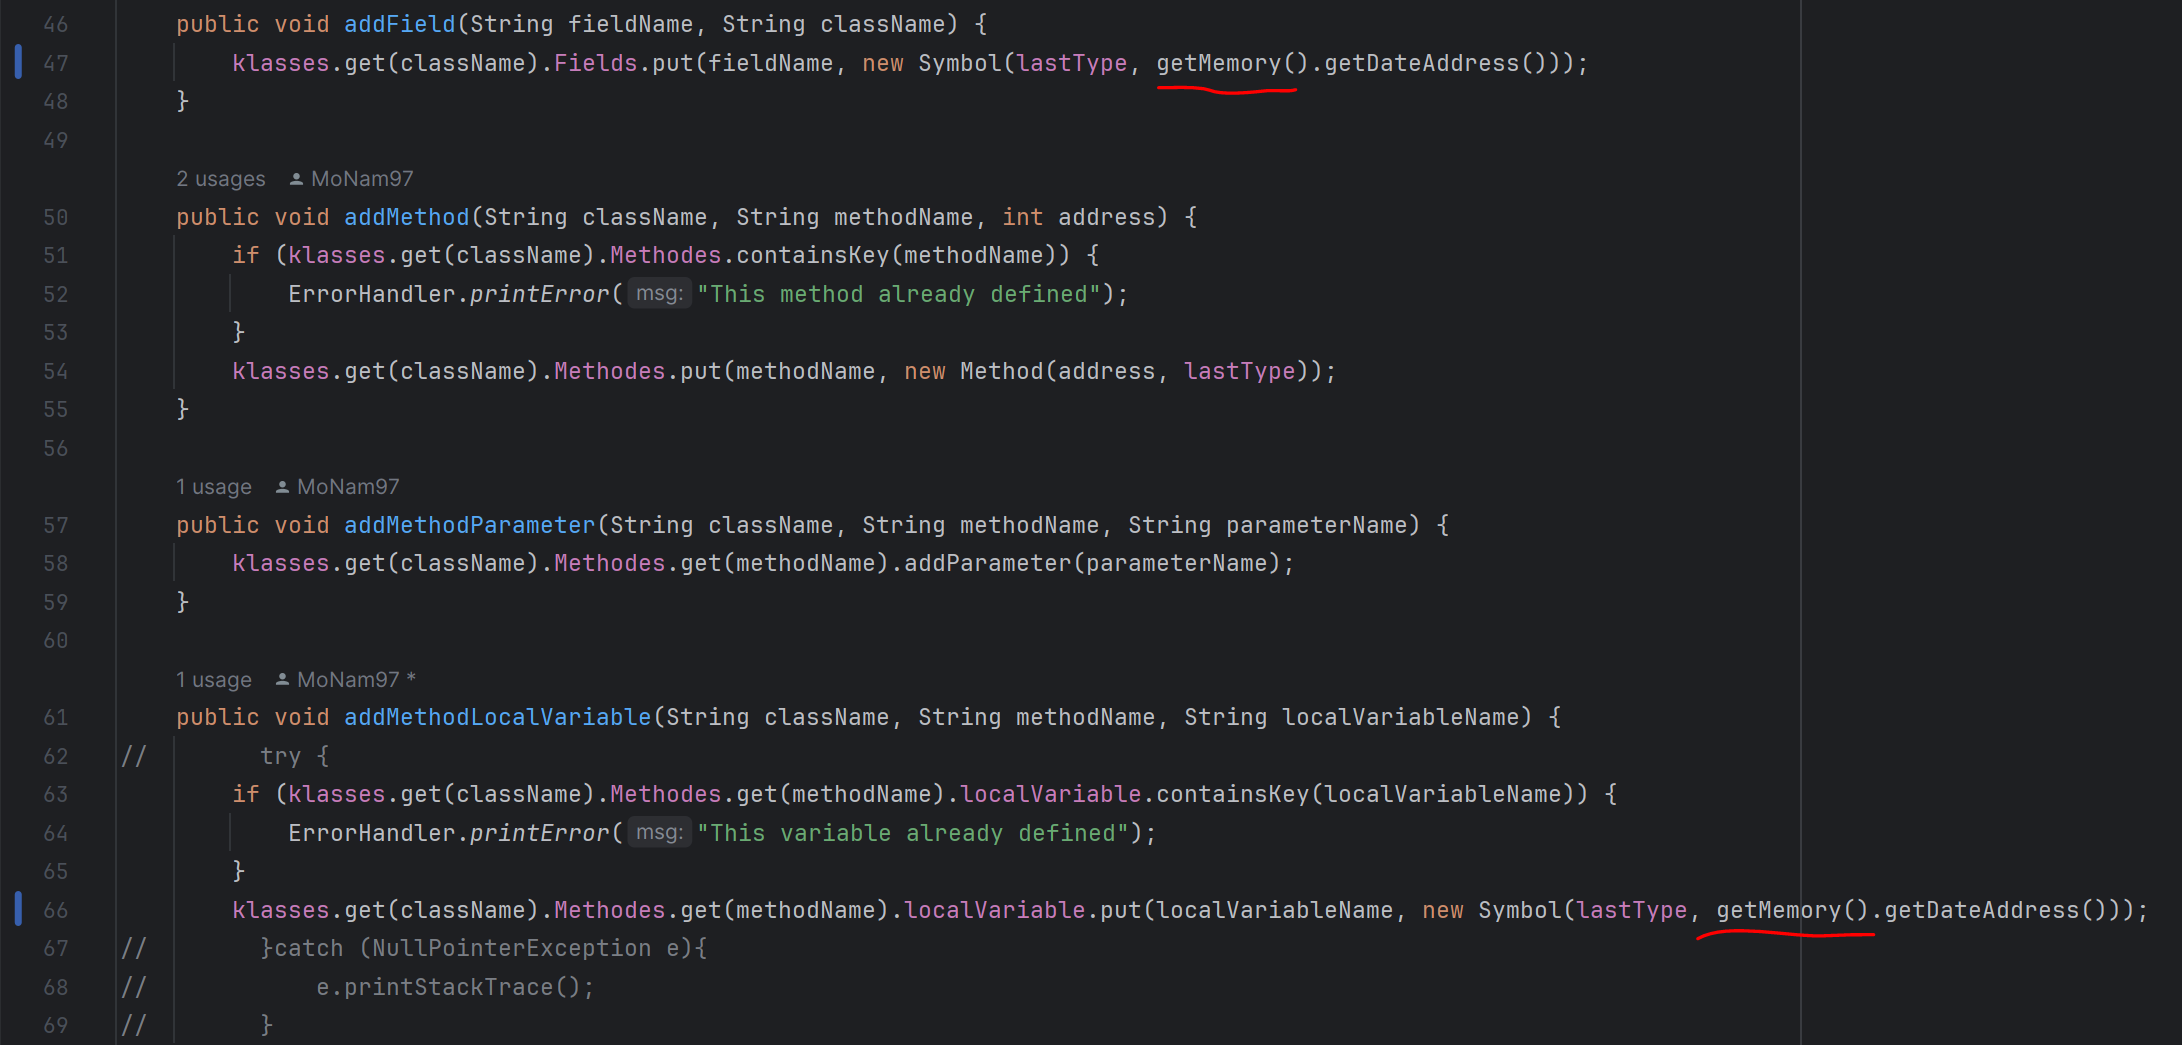 46 public void addField(String fieldName, String className) {
47 klasses.get(className).Fields.put(fieldName, new Symbol(lastType, getMemory().getDateAddress()));
48 }
49
2 usages MoNam97
50 public void addMethod(String className, String methodName, int address) {
51 if (klasses.get(className).Methodes.containsKey(methodName)) {
52 ErrorHandler.printError( msg: "This method already defined");
53 }
54 klasses.get(className).Methodes.put(methodName, new Method(address, lastType));
55 }
56
1 usage MoNam97
57 public void addMethodParameter(String className, String methodName, String parameterName) {
58 klasses.get(className).Methodes.get(methodName).addParameter(parameterName);
59 }
60
1 usage MoNam97 *
61 public void addMethodLocalVariable(String className, String methodName, String localVariableName) {
62 // try {
63 if (klasses.get(className).Methodes.get(methodName).localVariable.containsKey(localVariableName)) {
64 ErrorHandler.printError( msg: "This variable already defined");
65 }
66 klasses.get(className).Methodes.get(methodName).localVariable.put(localVariableName, new Symbol(lastType, getMemory().getDateAddress()));
67 // }catch (NullPointerException e){
68 // e.printStackTrace();
69 // }